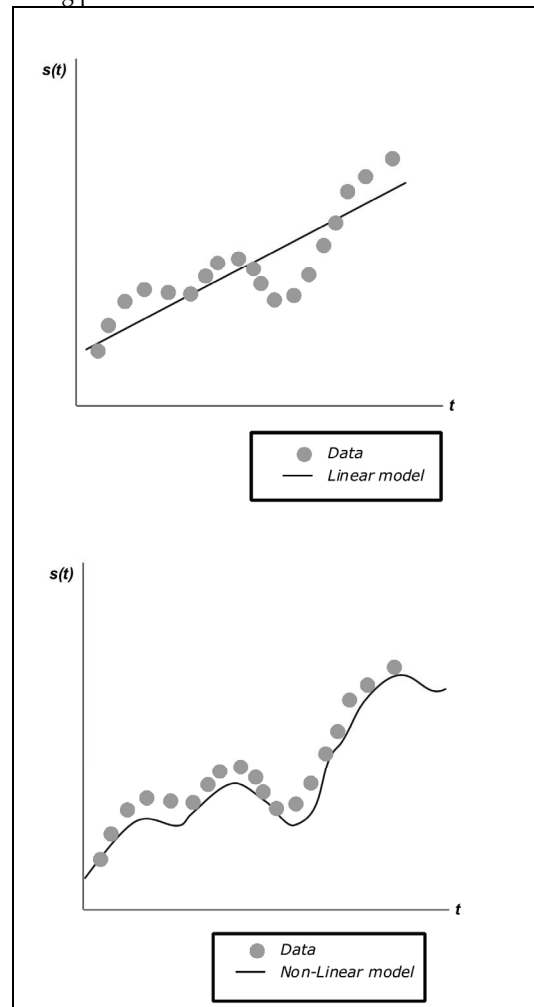 s(t)
t
Data
Linear model
s(t)
t
Data
Non-Linear model